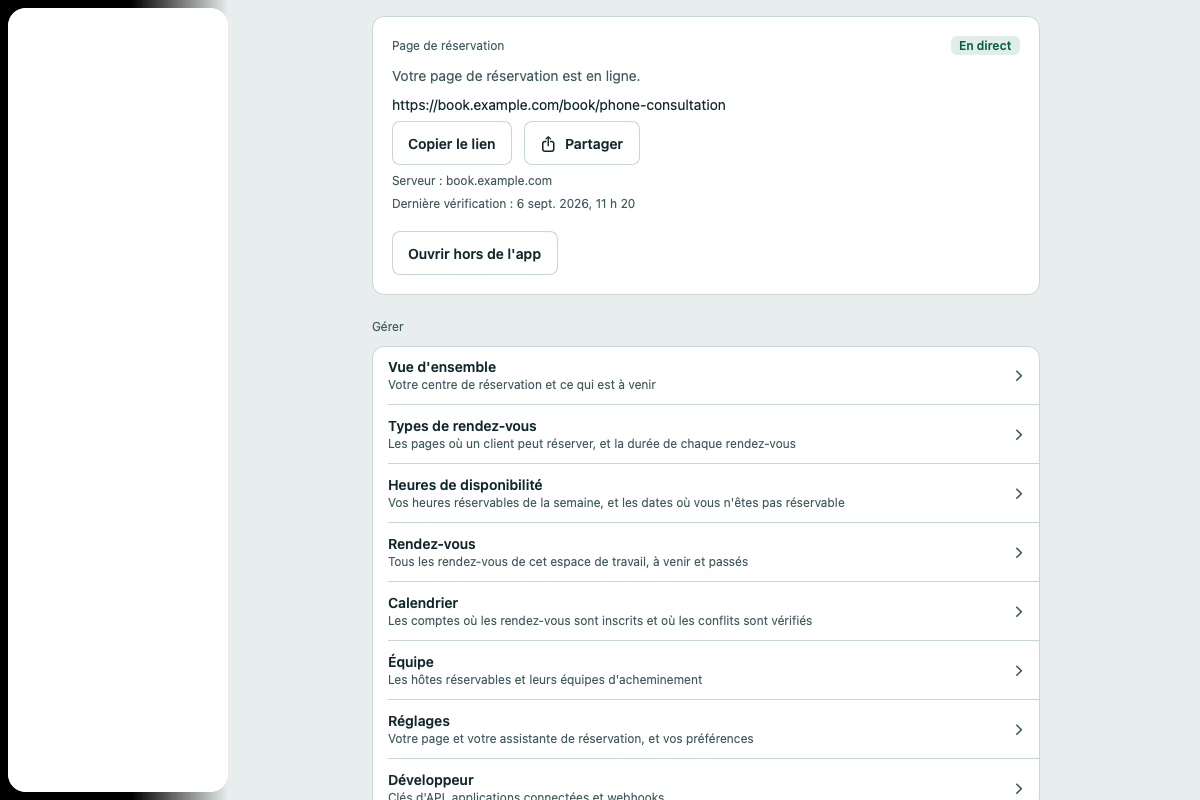 Page de réservation
En direct
Votre page de réservation est en ligne.
https://book.example.com/book/phone-consultation
Copier le lien
Partager
Serveur : book.example.com
Dernière vérification : 6 sept. 2026, 11 h 20
Ouvrir hors de l'app
Gérer
Vue d'ensemble
Votre centre de réservation et ce qui est à venir
Types de rendez-vous
Les pages où un client peut réserver, et la durée de chaque rendez-vous
Heures de disponibilité
Vos heures réservables de la semaine, et les dates où vous n'êtes pas réservable
Rendez-vous
Tous les rendez-vous de cet espace de travail, à venir et passés
Calendrier
Les comptes où les rendez-vous sont inscrits et où les conflits sont vérifiés
Équipe
Les hôtes réservables et leurs équipes d'acheminement
Réglages
Votre page et votre assistante de réservation, et vos préférences
Développeur
Clés d'API, applications connectées et webhooks